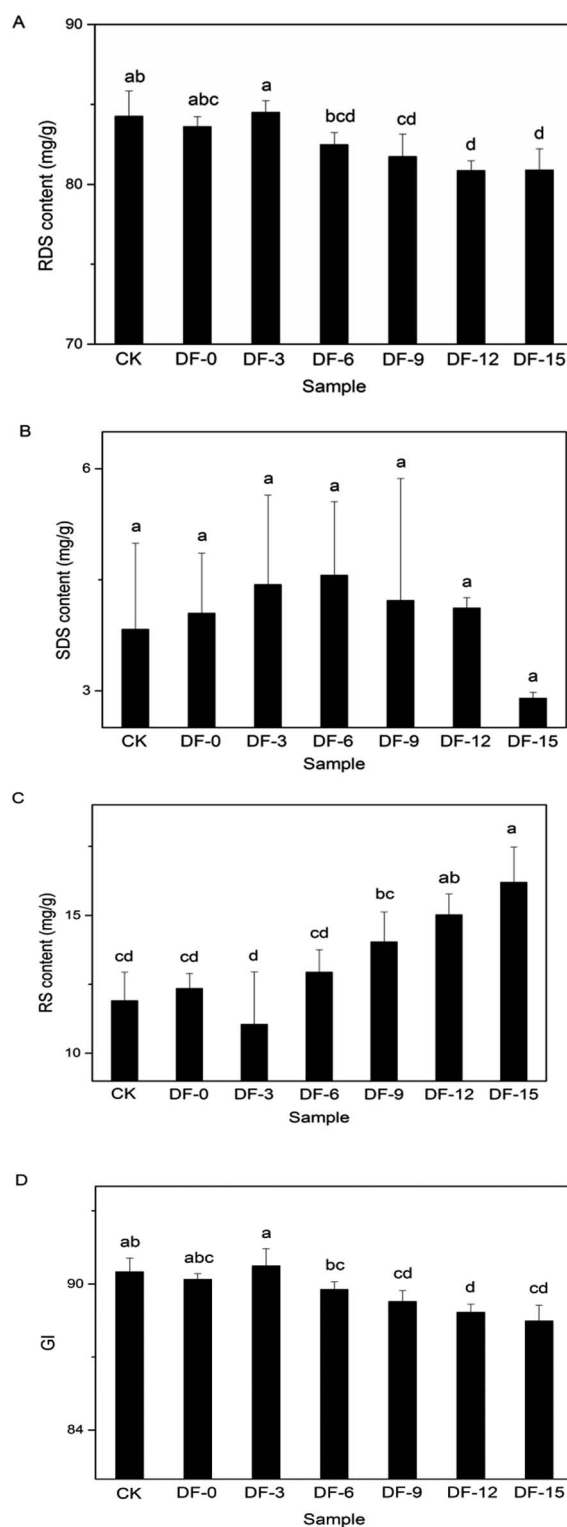 A
90
80
70
RDS content (mg/g)
ab abc a bcd cd d d
CK DF-0 DF-3 DF-6 DF-9 DF-12 DF-15
Sample
B
6
3
SDS content (mg/g)
a a a a a a a
CK DF-0 DF-3 DF-6 DF-9 DF-12 DF-15
Sample
C
15
10
RS content (mg/g)
cd cd d cd bc ab a
CK DF-0 DF-3 DF-6 DF-9 DF-12 DF-15
Sample
D
90
84
GI
ab abc a bc cd d cd
CK DF-0 DF-3 DF-6 DF-9 DF-12 DF-15
Sample